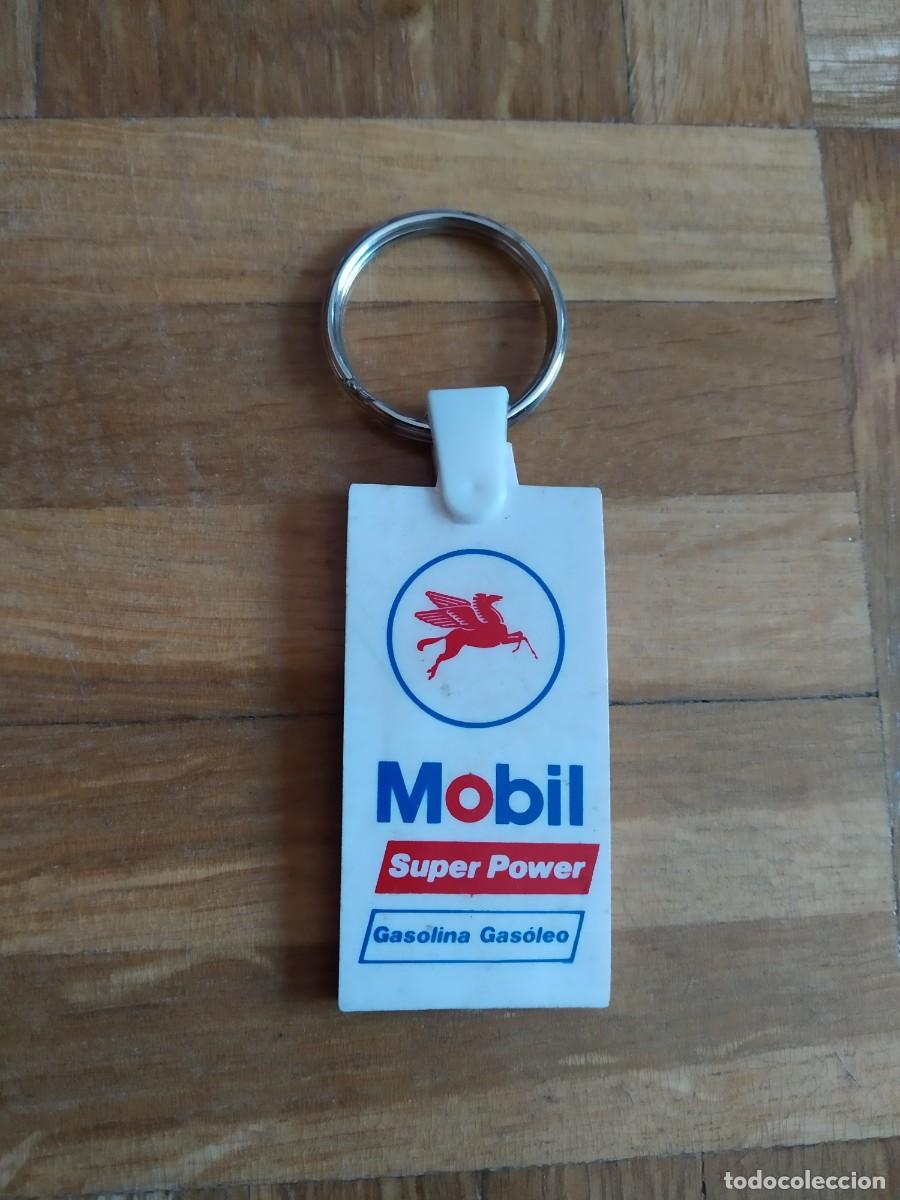 Mobil
Super Power
Gasolina Gasóleo
todocoleccion